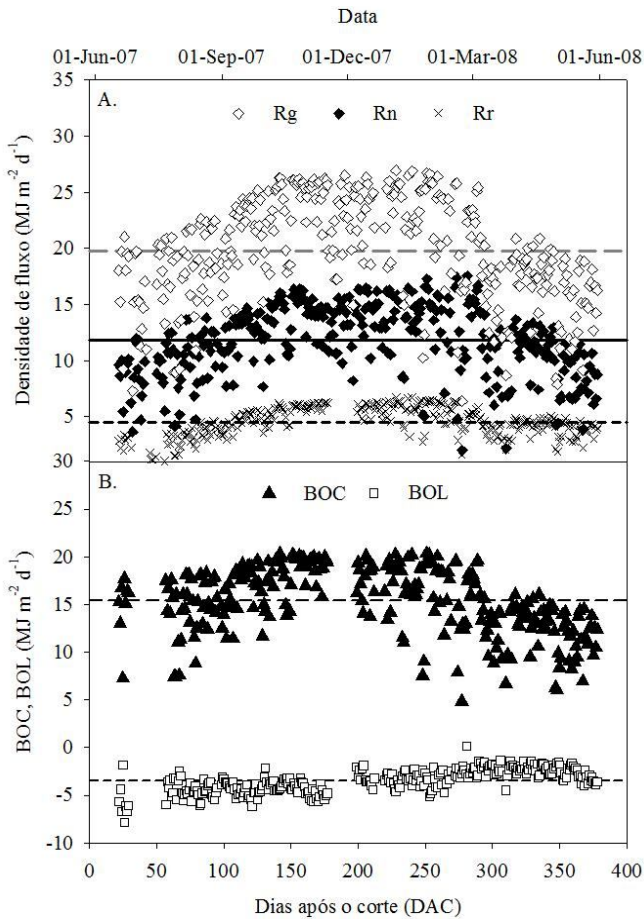 Data
01-Jun-07 01-Sep-07 01-Dec-07 01-Mar-08 01-Jun-08
35
A.
Rg Rn Rr
30
25
20
15
10
5
Densidade de fluxo (MJ m⁻² d⁻¹)
30
B.
BOC BOL
25
20
15
10
5
0
-5
-10
BOC, BOL (MJ m⁻² d⁻¹)
0 50 100 150 200 250 300 350 400
Dias após o corte (DAC)